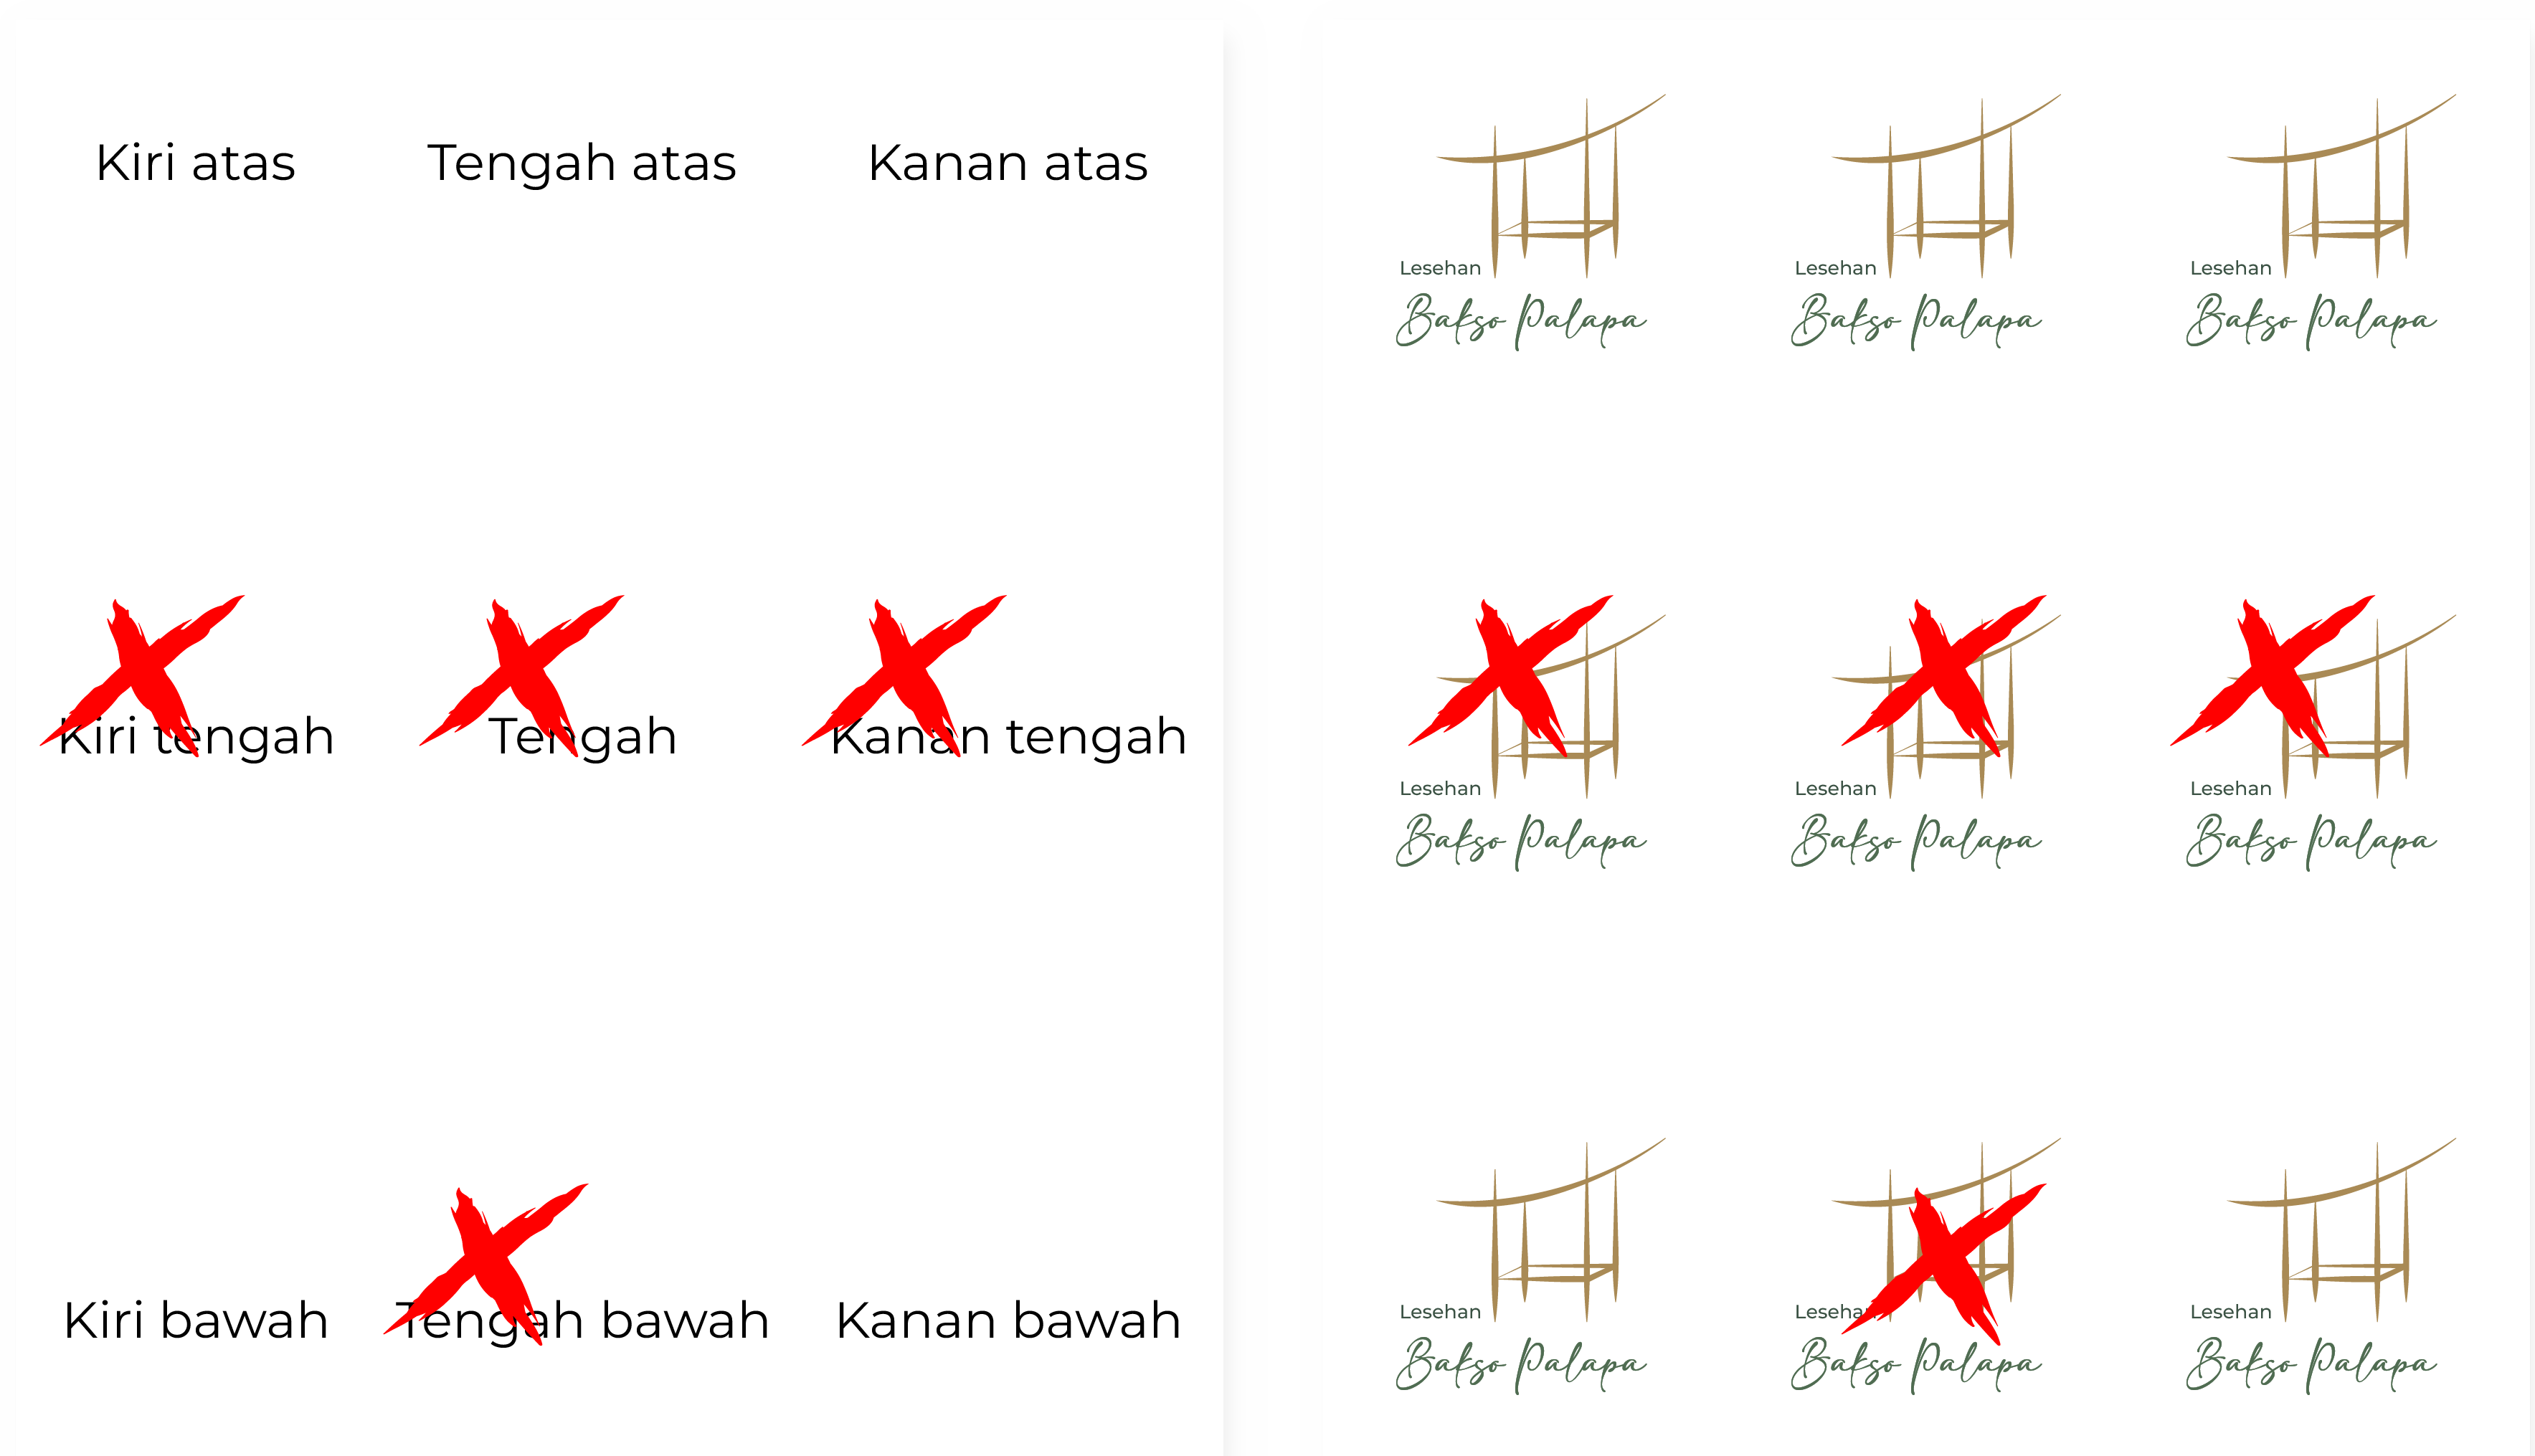 Kiri atas
Tengah atas
Kanan atas
Kiri tengah
Tengah
Kanan tengah
Kiri bawah
Tengah bawah
Kanan bawah
Lesehan
Bakso Palapa
Lesehan
Bakso Palapa
Lesehan
Bakso Palapa
Lesehan
Bakso Palapa
Lesehan
Bakso Palapa
Lesehan
Bakso Palapa
Lesehan
Bakso Palapa
Lesehan
Bakso Palapa
Lesehan
Bakso Palapa